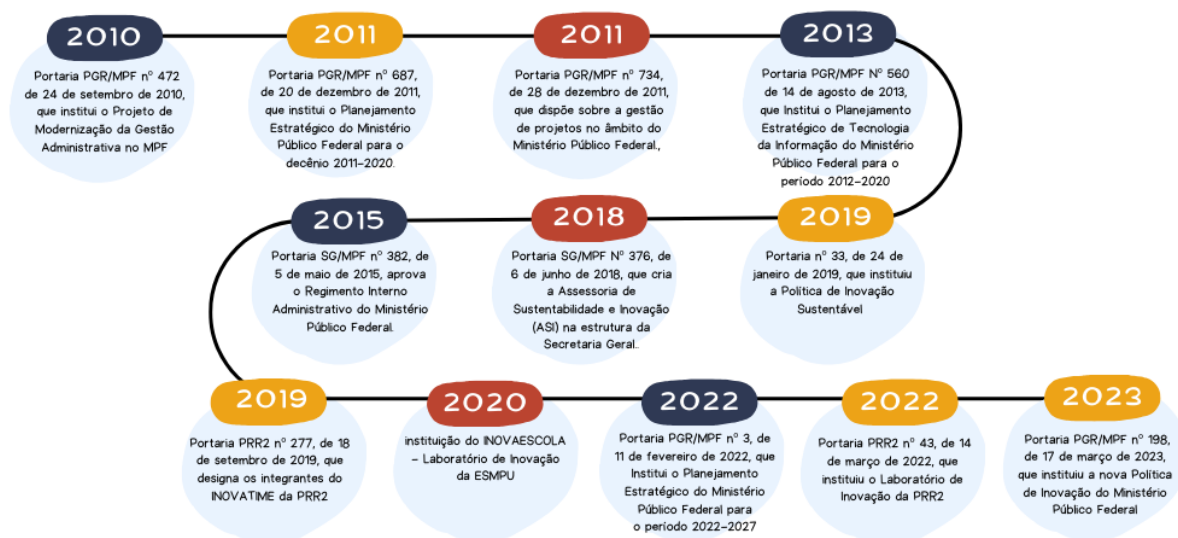 2010
Portaria PGR/MPF nº 472
de 24 de setembro de 2010,
que institui o Projeto de
Modernização da Gestão
Administrativa no MPF
2011
Portaria PGR/MPF nº 687,
de 20 de dezembro de 2011,
que institui o Planejamento
Estratégico do Ministério
Público Federal para o
decênio 2011-2020.
2011
Portaria PGR/MPF nº 734,
de 28 de dezembro de 2011,
que dispõe sobre a gestão
de projetos no âmbito do
Ministério Público Federal.,
2013
Portaria PGR/MPF Nº 560
de 14 de agosto de 2013,
que Institui o Planejamento
Estratégico de Tecnologia
da Informação do Ministério
Público Federal para o
período 2012-2020
2015
Portaria SG/MPF nº 382, de
5 de maio de 2015, aprova
o Regimento Interno
Administrativo do Ministério
Público Federal.
2018
Portaria SG/MPF Nº 376, de
6 de junho de 2018, que cria
a Assessoria de
Sustentabilidade e Inovação
(ASI) na estrutura da
Secretaria Geral..
2019
Portaria nº 33, de 24 de
janeiro de 2019, que instituiu
a Política de Inovação
Sustentável
2019
Portaria PRR2 nº 277, de 18
de setembro de 2019, que
designa os integrantes do
INOVATIME da PRR2
2020
instituição do INOVAESCOLA
– Laboratório de Inovação
da ESMPU
2022
Portaria PGR/MPF nº 3, de
11 de fevereiro de 2022, que
Institui o Planejamento
Estratégico do Ministério
Público Federal para
o período 2022-2027
2022
Portaria PRR2 nº 43, de 14
de março de 2022, que
instituiu o Laboratório de
Inovação da PRR2
2023
Portaria PGR/MPF nº 198,
de 17 de março de 2023,
que instituiu a nova Política
de Inovação do Ministério
Público Federal